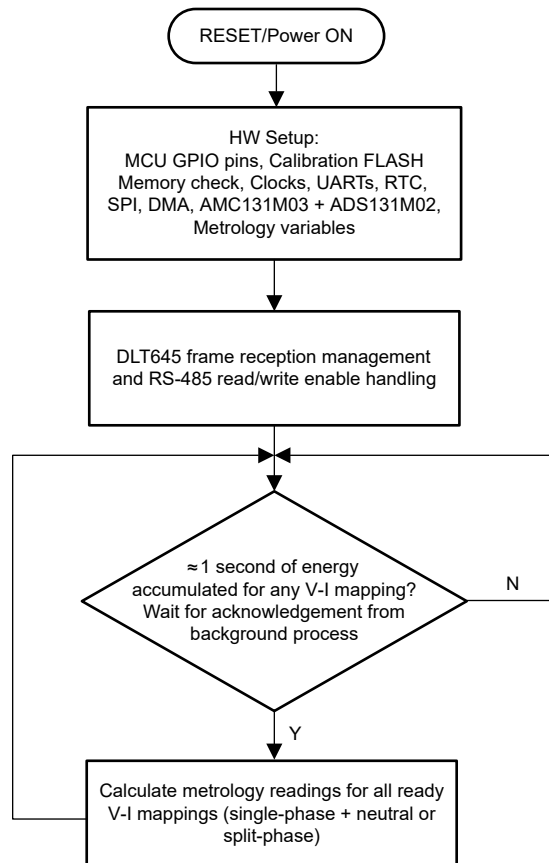 RESET/Power ON
HW Setup:
MCU GPIO pins, Calibration FLASH
Memory check, Clocks, UARTs, RTC,
SPI, DMA, AMC131M03 + ADS131M02,
Metrology variables
DLT645 frame reception management
and RS-485 read/write enable handling
≈1 second of energy
accumulated for any V-I mapping?
Wait for acknowledgement from
background process
N
Y
Calculate metrology readings for all ready
V-I mappings (single-phase + neutral or
split-phase)